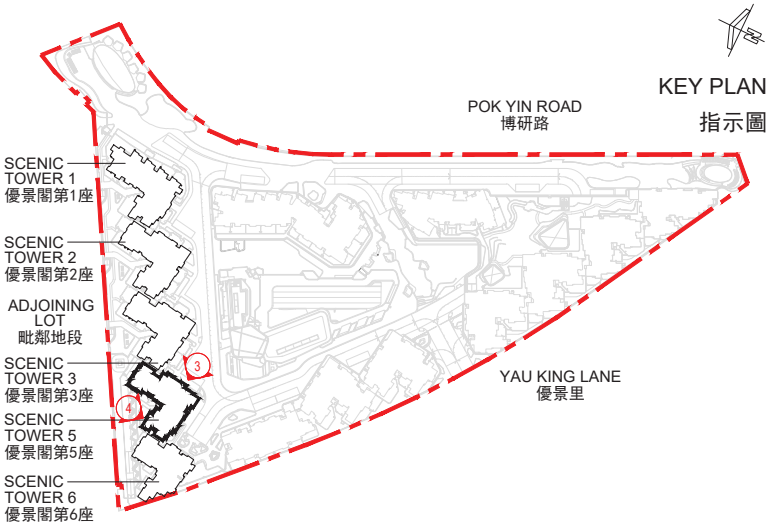 N
KEY PLAN
指示圖
POK YIN ROAD
博研路
SCENIC
TOWER 1
優景閣第1座
SCENIC
TOWER 2
優景閣第2座
ADJOINING
LOT
毗鄰地段
SCENIC
TOWER 3
優景閣第3座
3
4
SCENIC
TOWER 5
優景閣第5座
SCENIC
TOWER 6
優景閣第6座
YAU KING LANE
優景里